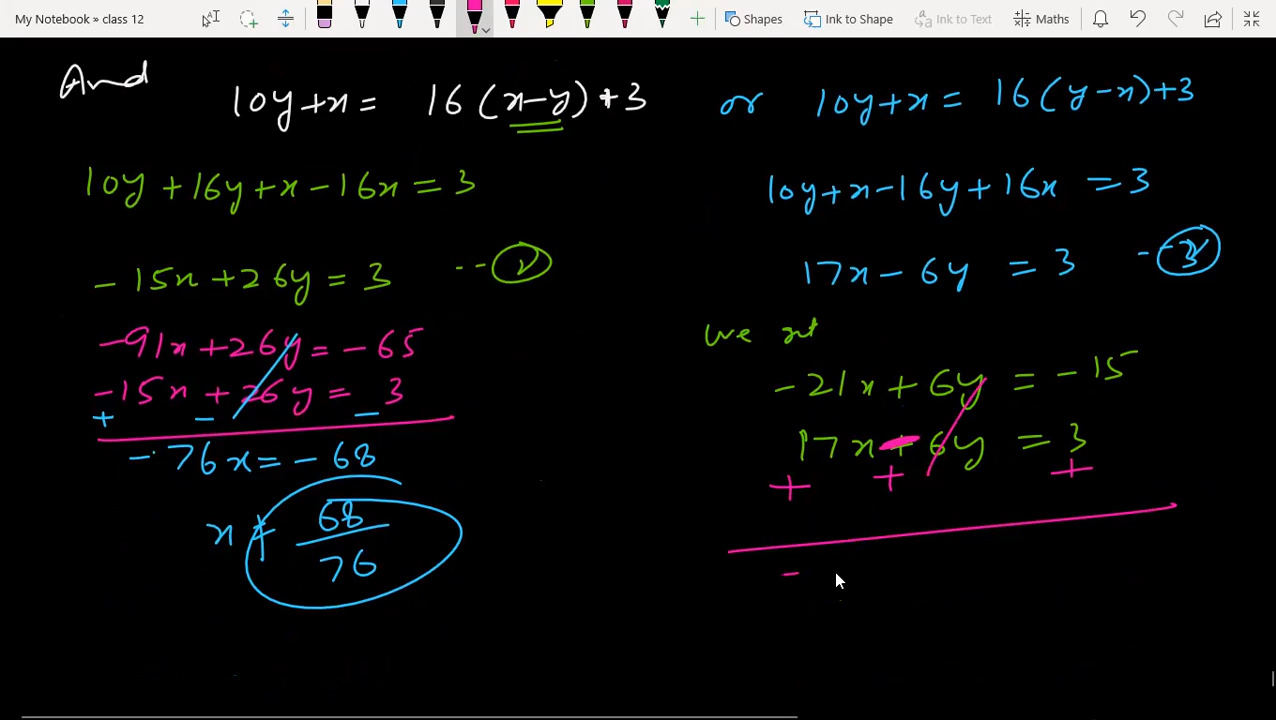 My Notebook » class 12
Shapes
Ink to Shape
Ink to Text
Maths
And 10y+x = 16(x-y)+3
10y+16y+x-16x=3
-15x+26y=3 --②
-91x+26y=-65
-15x+26y= 3
+ - -
-76x=-68
x≠ 68/76
or 10y+x= 16(y-x)+3
10y+x-16y+16x =3
17x-6y =3
we
-21x+6y =-15
17x-6y =3
+ + +
-